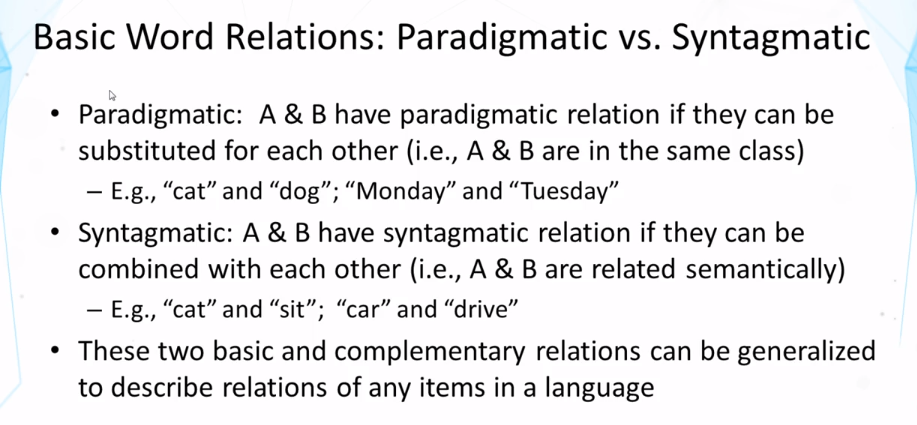 Basic Word Relations: Paradigmatic vs. Syntagmatic
• Paradigmatic: A & B have paradigmatic relation if they can be
substituted for each other (i.e., A & B are in the same class)
– E.g., “cat” and “dog”; “Monday” and “Tuesday”
• Syntagmatic: A & B have syntagmatic relation if they can be
combined with each other (i.e., A & B are related semantically)
– E.g., “cat” and “sit”; “car” and “drive”
• These two basic and complementary relations can be generalized
to describe relations of any items in a language